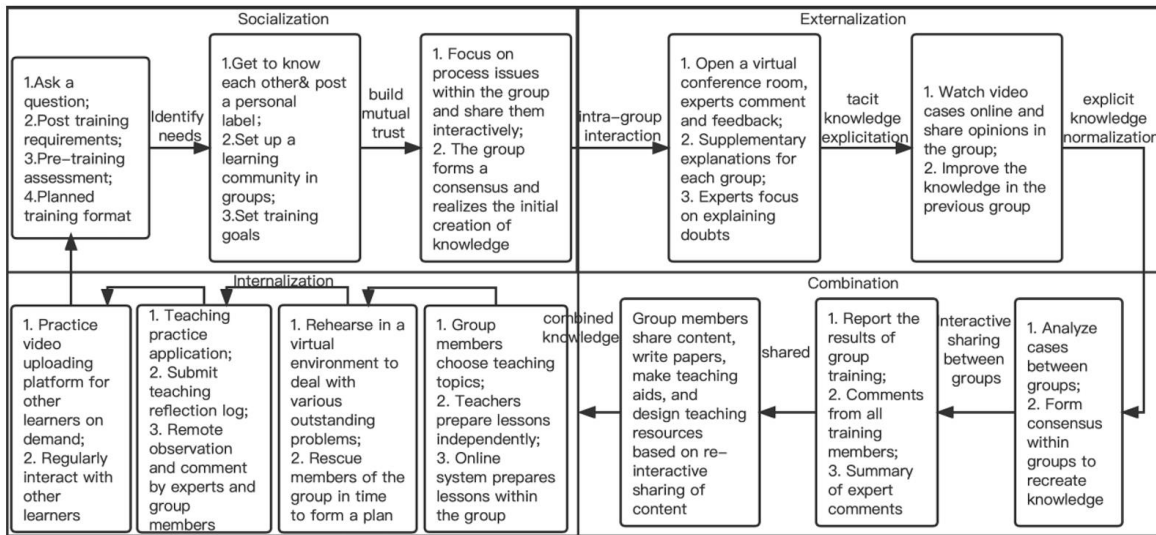 Socialization
1.Ask a
question;
2.Post training
requirements;
3.Pre-training
assessment;
4.Planned
training format
Identify
needs
1.Get to know
each other& post
a personal
label;
2.Set up a
learning
community in
groups;
3.Set training
goals
build
mutual
trust
1. Focus on
process issues
within the group
and share them
interactively;
2. The group
forms a
consensus and
realizes the initial
creation of
knowledge
intra-group
interaction
Externalization
1. Open a virtual
conference room,
experts comment
and feedback;
2. Supplementary
explanations for
each group;
3. Experts focus
on explaining
doubts
tacit
knowledge
explicitation
1. Watch video
cases online and
share opinions in
the group;
2. Improve the
knowledge in the
previous group
explicit
knowledge
normalization
Combination
1. Analyze
cases
between
groups;
2. Form
consensus
within
groups to
recreate
knowledge
Interactive
sharing
between
groups
1. Report the
results of
group
training;
2. Comments
from all
training
members;
3. Summary
of expert
comments
shared
Group members
share content,
write papers,
make teaching
aids, and
design teaching
resources
based on re-
interactive
sharing of
content
combined
knowledge
Internalization
1. Group
members
choose teaching
topics;
2. Teachers
prepare lessons
independently;
3. Online
system prepares
lessons within
the group
1. Rehearse in a
virtual
environment to
deal with
various
outstanding
problems;
2. Rescue
members of the
group in time
to form a plan
1. Teaching
practice
application;
2. Submit
teaching
reflection log;
3. Remote
observation
and comment
by experts and
group
members
1. Practice
video
uploading
platform for
other
learners on
demand;
2. Regularly
interact with
other
learners